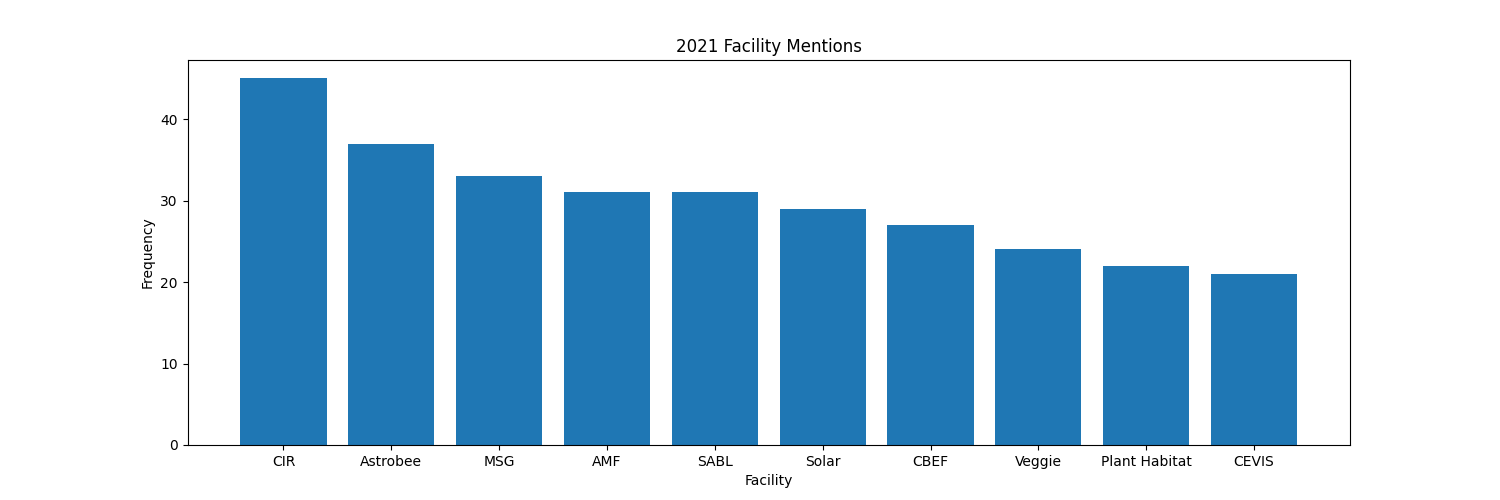 2021 Facility Mentions
Frequency
40
30
20
10
0
CIR Astrobee MSG AMF SABL Solar CBEF Veggie Plant Habitat CEVIS
Facility